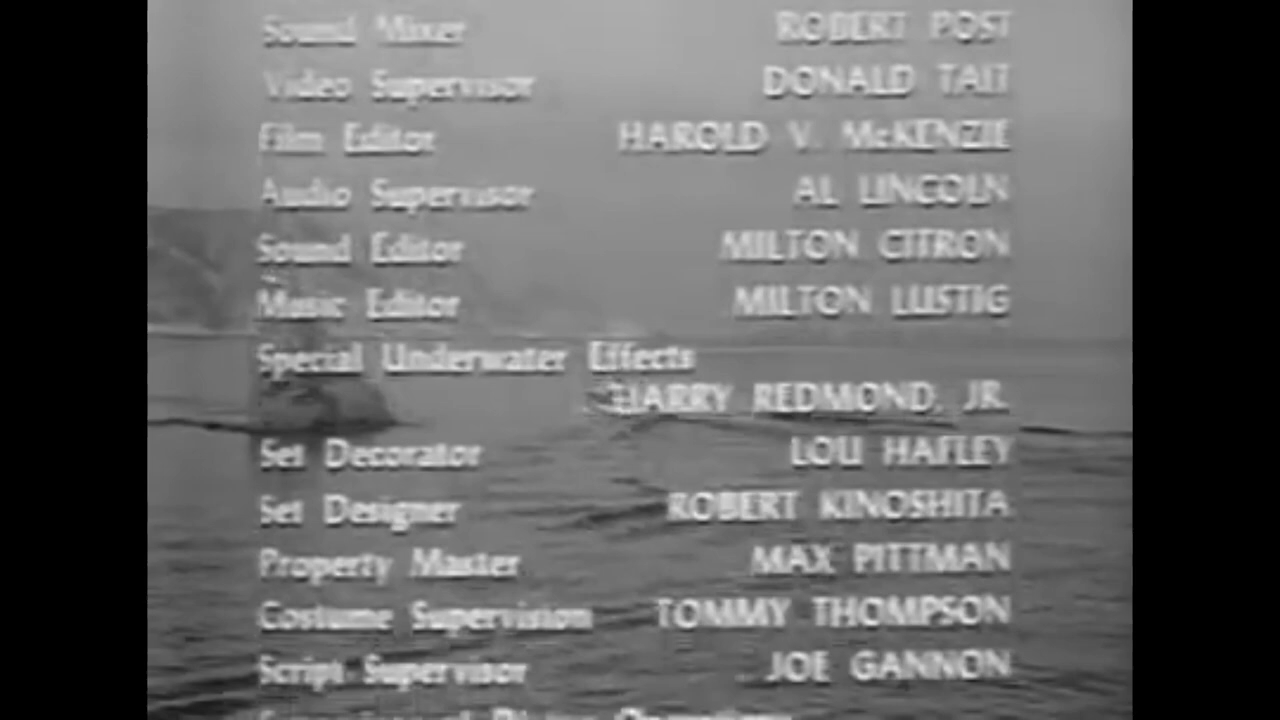 Sound Mixer ROBERT POST
Video Supervisor DONALD TAIT
Film Editor HAROLD V. McKENZIE
Audio Supervisor AL LINCOLN
Sound Editor MILTON CITRON
Music Editor MILTON LUSTIG
Special Underwater Effects
HARRY REDMOND, JR.
Set Decorator LOU HAFLEY
Set Designer ROBERT KINOSHITA
Property Master MAX PITTMAN
Costume Supervision TOMMY THOMPSON
Script Supervisor JOE GANNON